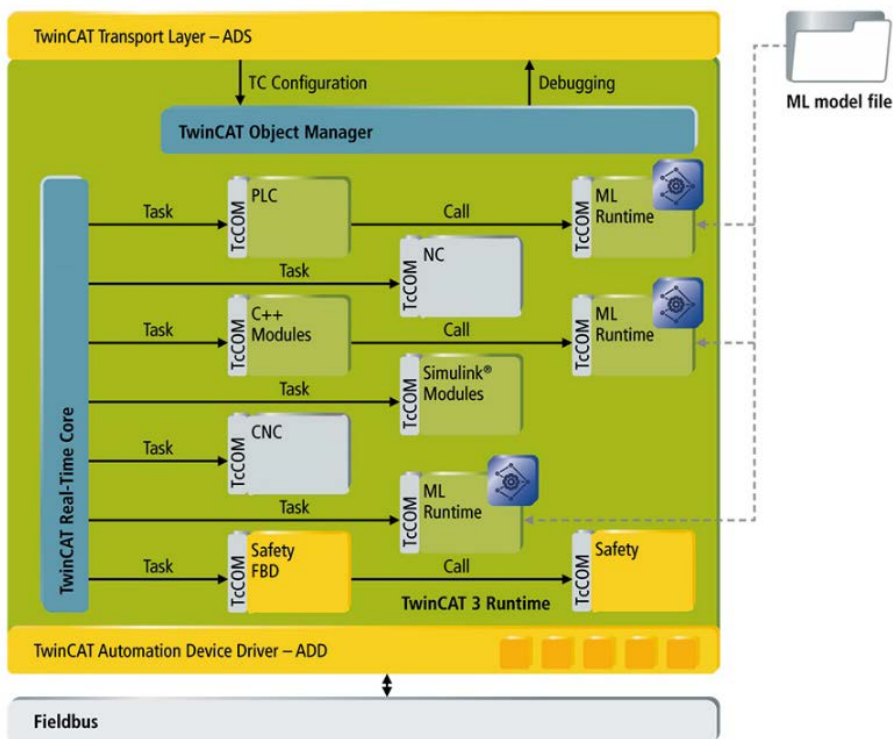 TwinCAT Transport Layer – ADS
TC Configuration
Debugging
ML model file
TwinCAT Object Manager
TwinCAT Real-Time Core
Task
TcCOM
PLC
Call
TcCOM
ML
Runtime
Task
TcCOM
NC
Task
TcCOM
C++
Modules
Call
TcCOM
ML
Runtime
Task
TcCOM
Simulink®
Modules
Task
TcCOM
CNC
Task
TcCOM
ML
Runtime
Task
TcCOM
Safety
FBD
Call
TcCOM
Safety
TwinCAT 3 Runtime
TwinCAT Automation Device Driver – ADD
Fieldbus